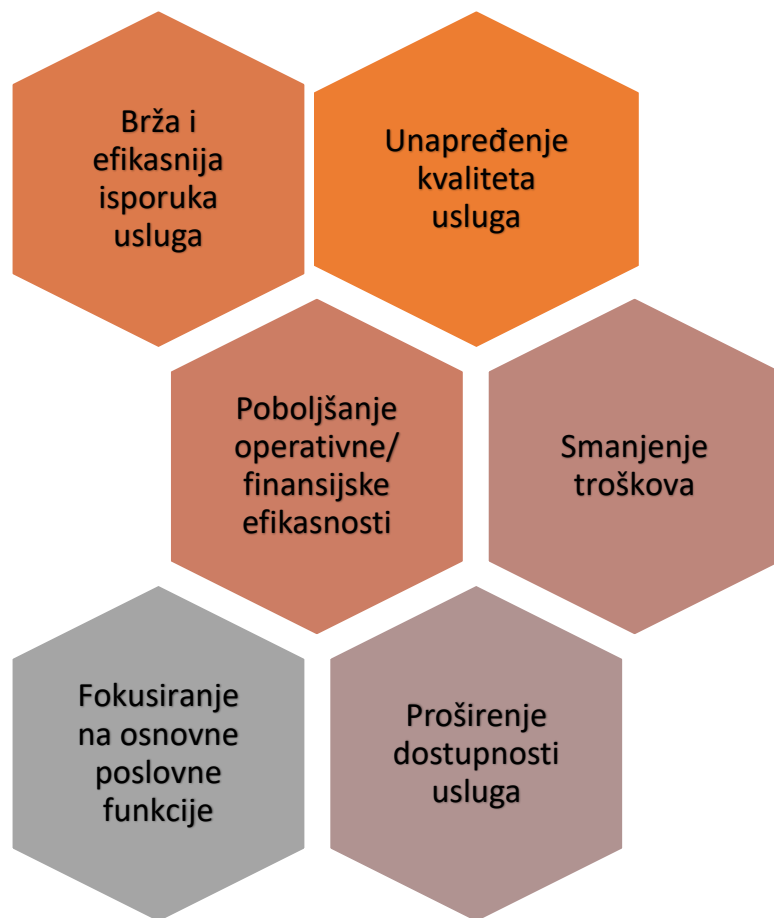 Brža i
efikasnija
isporuka
usluga
Unapređenje
kvaliteta
usluga
Poboljšanje
operativne/
finansijske
efikasnosti
Smanjenje
troškova
Fokusiranje
na osnovne
poslovne
funkcije
Proširenje
dostupnosti
usluga